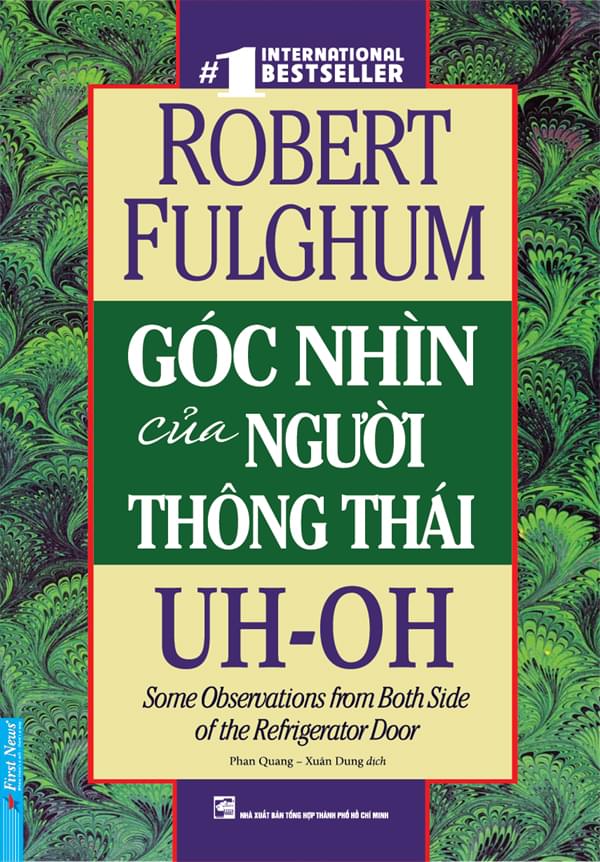 #1 INTERNATIONAL
BESTSELLER
ROBERT
FULGHUM
GÓC NHÌN
của NGƯỜI
THÔNG THÁI
UH-OH
Some Observations from Both Side
of the Refrigerator Door
Phan Quang – Xuân Dung dịch
First News
NHÀ XUẤT BẢN TỔNG HỢP THÀNH PHỐ HỒ CHÍ MINH